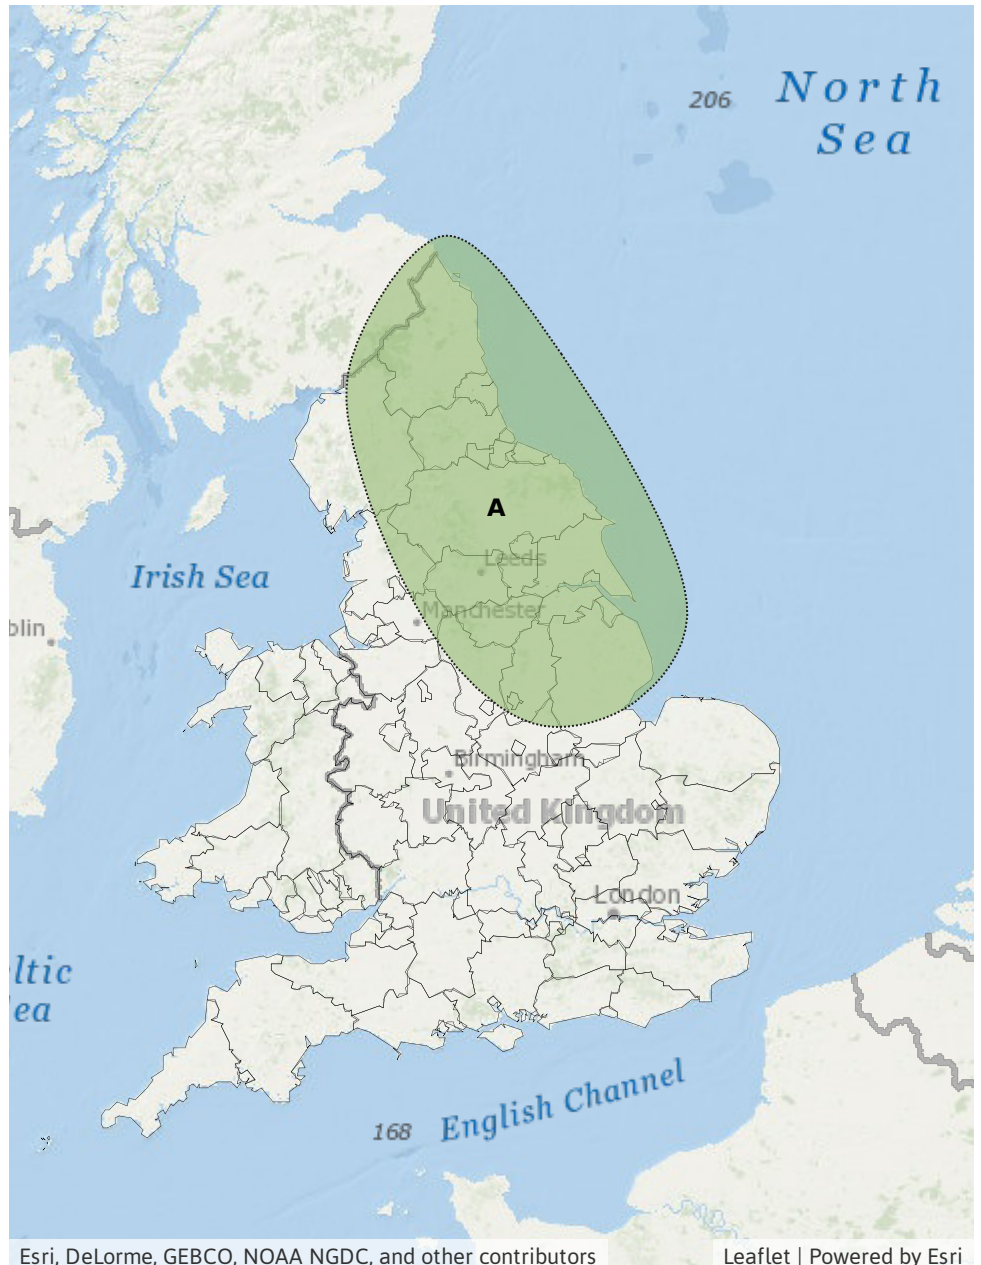 206
North
Sea
A
Leeds
Irish Sea
Manchester
blin
Birmingham
United Kingdom
London
ltic
ea
English Channel
168
Esri, DeLorme, GEBCO, NOAA NGDC, and other contributors
Leaflet | Powered by Esri